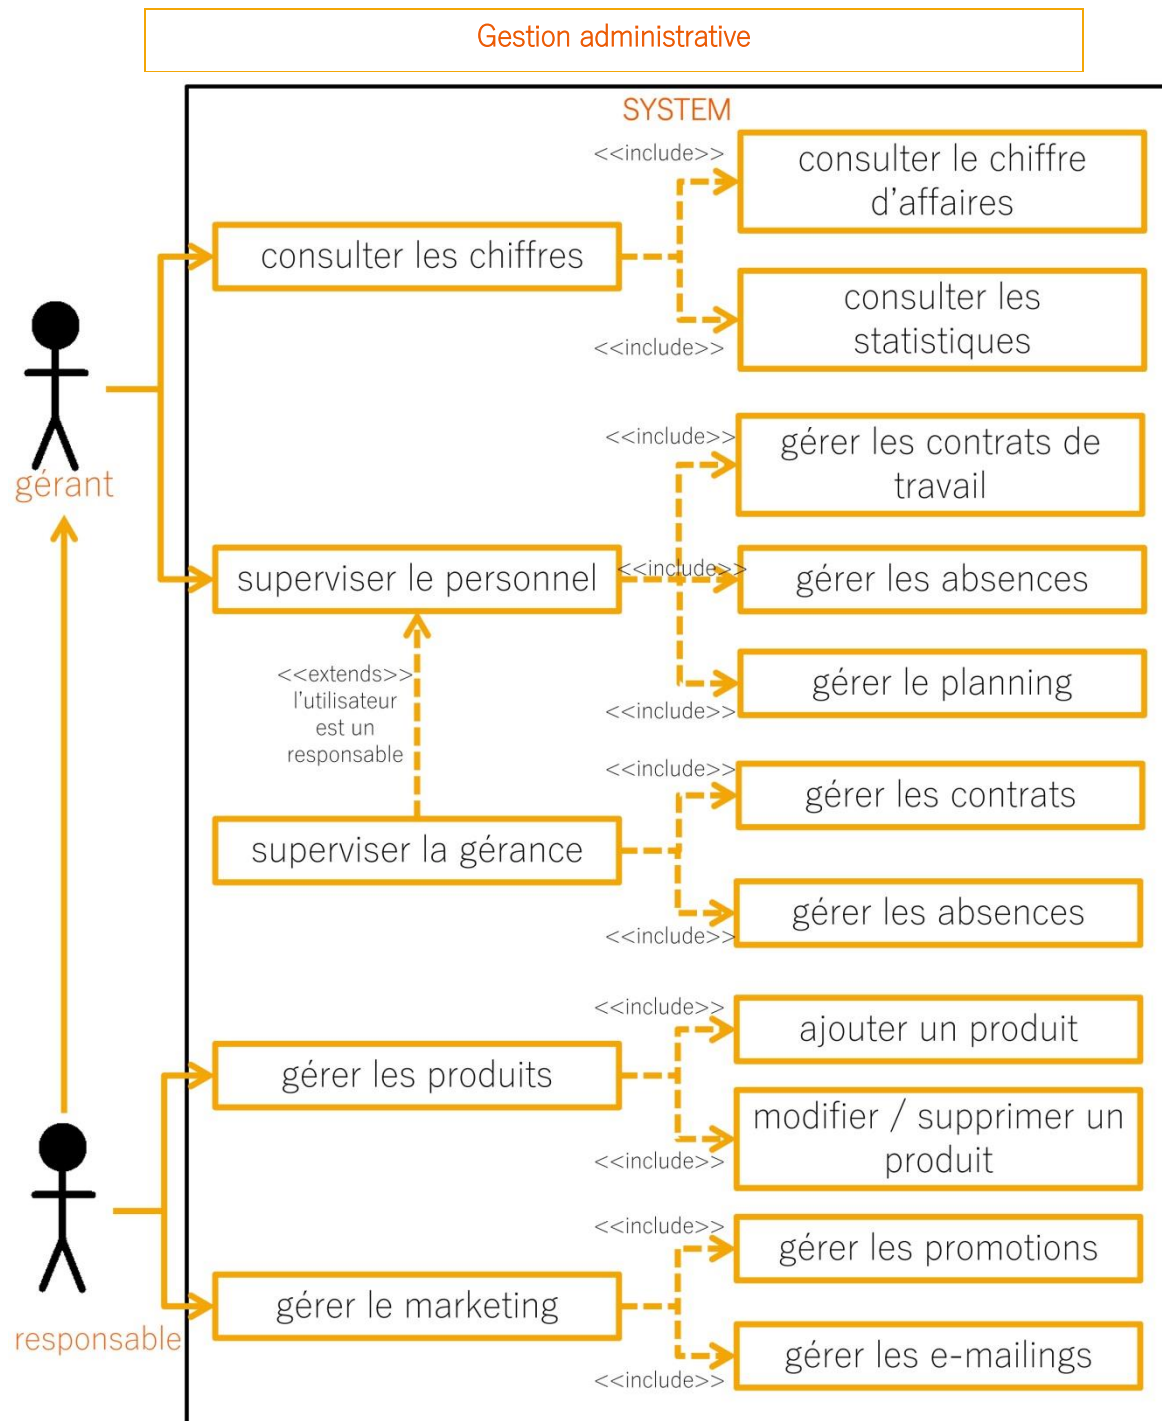 Gestion administrative
SYSTEM
<<include>>
consulter le chiffre
d'affaires
consulter les chiffres
consulter les
statistiques
<<include>>
gérant
<<include>>
gérer les contrats de
travail
superviser le personnel
<<include>>
gérer les absences
<<extends>>
l'utilisateur
est un
responsable
gérer le planning
<<include>>
<<include>>
gérer les contrats
superviser la gérance
gérer les absences
<<include>>
<<include>>
ajouter un produit
gérer les produits
modifier / supprimer un
produit
<<include>>
<<include>>
gérer les promotions
gérer le marketing
responsable
gérer les e-mailings
<<include>>